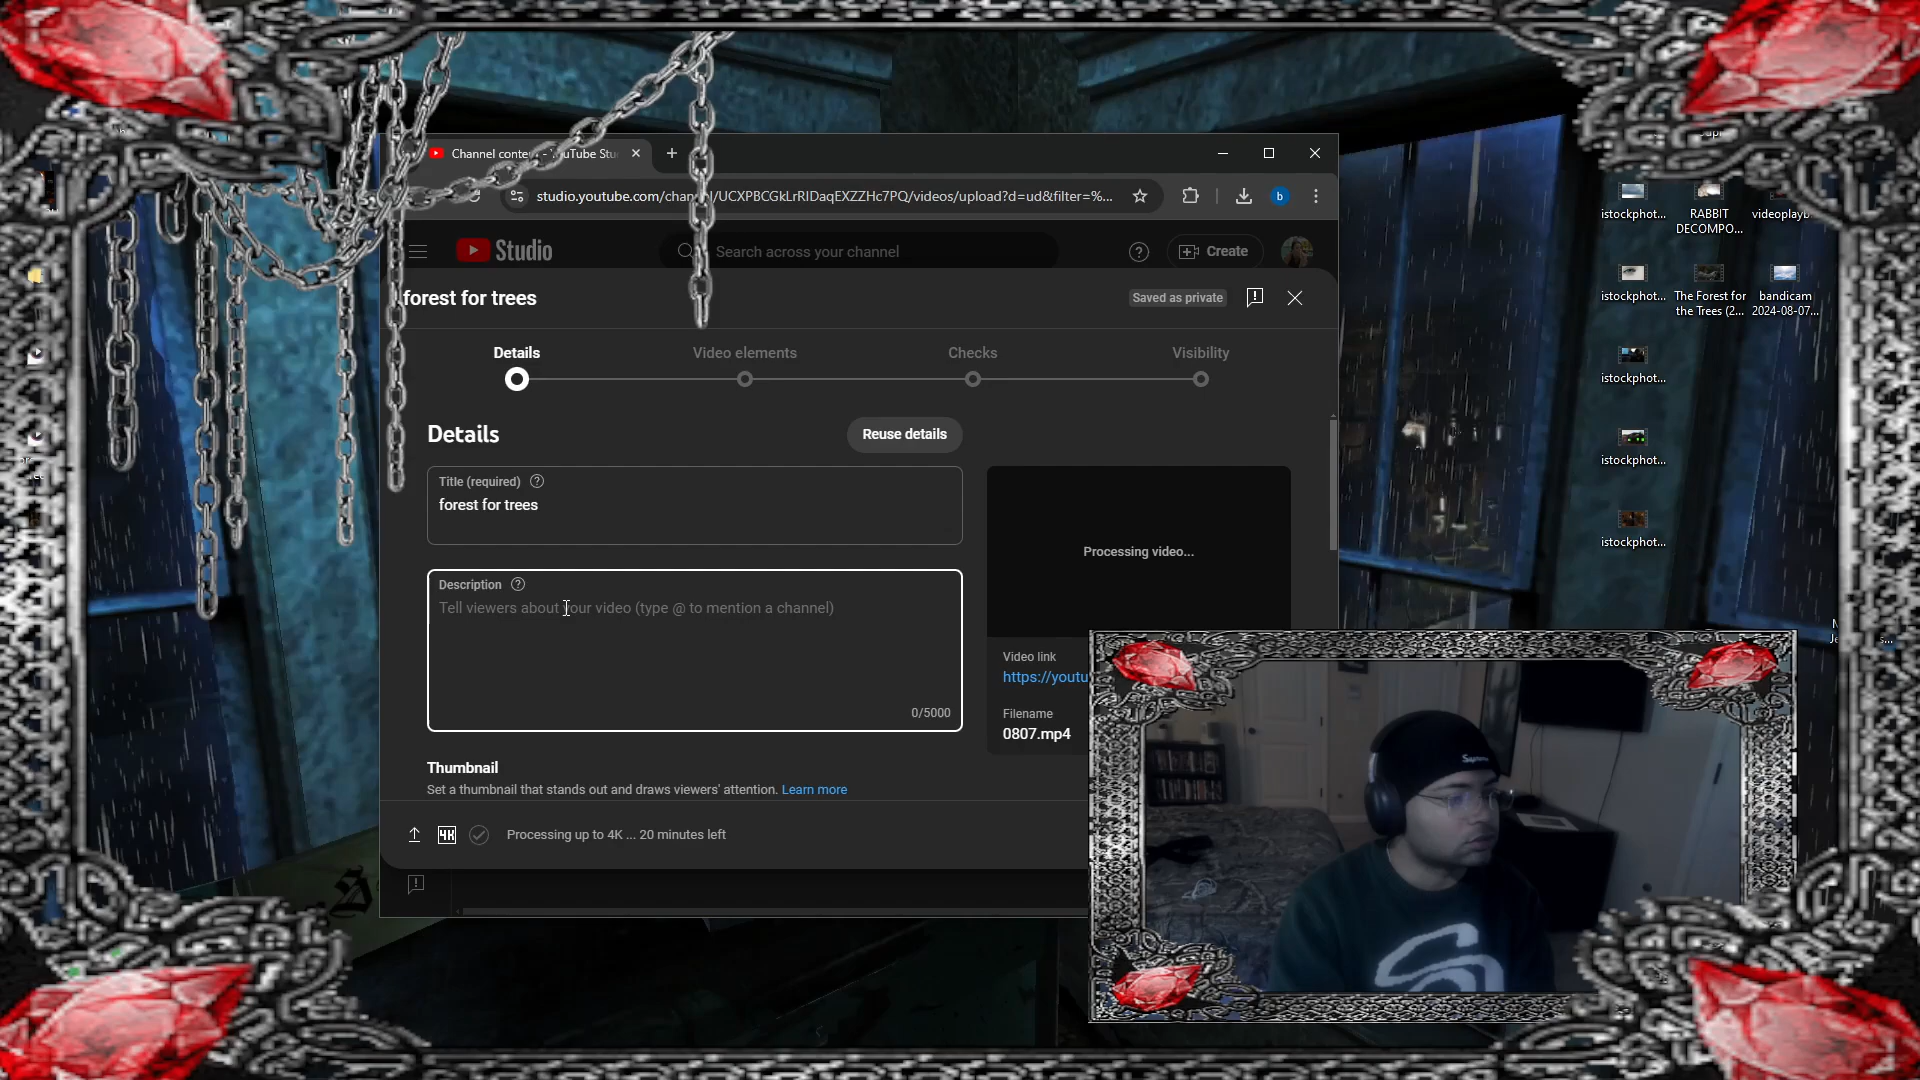 Channel conte - YouTube Stu
studio.youtube.com/chan l/UCXPBCGkLrRIDaqEXZZHc7PQ/videos/upload?d=ud&filter=%...
b
Studio
Search across your channel
Create
forest for trees
Saved as private
Details
Video elements
Checks
Visibility
Details
Reuse details
Title (required)
forest for trees
Description
Tell viewers about your video (type @ to mention a channel)
0/5000
Processing video...
Video link
https://youtu
Filename
0807.mp4
Thumbnail
Set a thumbnail that stands out and draws viewers' attention. Learn more
4K
Processing up to 4K ... 20 minutes left
istockphot...
RABBIT
DECOMPO...
videoplayb
istockphot...
The Forest for
the Trees (2...
bandicam
2024-08-07...
istockphot...
istockphot...
istockphot...